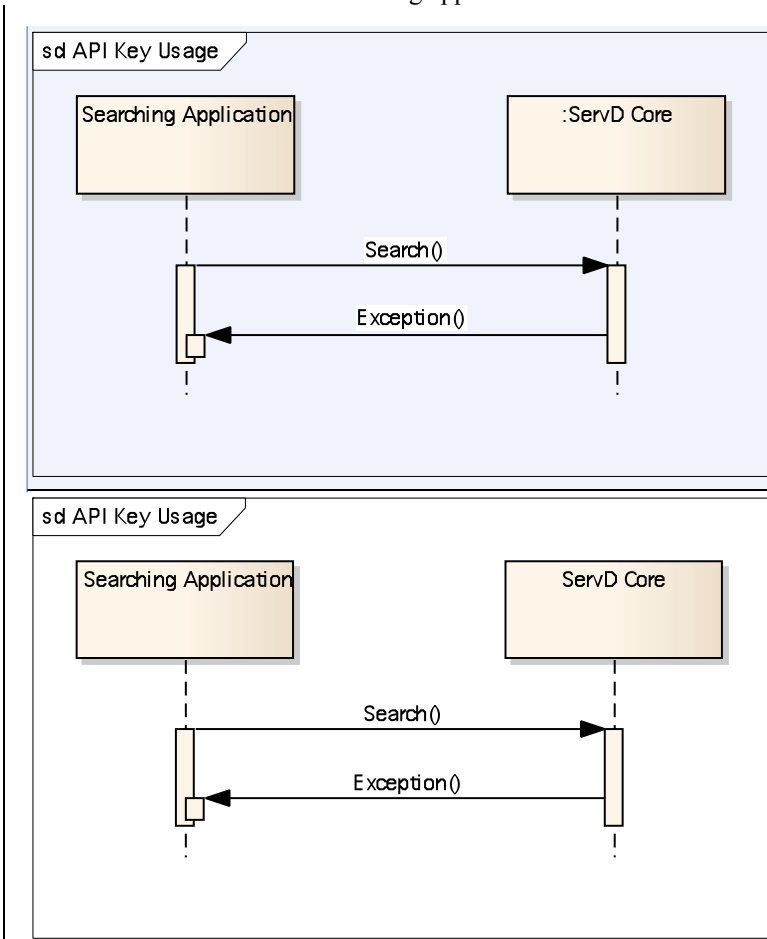 sd API Key Usage
Searching Application
:ServD Core
Search()
Exception()
sd API Key Usage
Searching Application
ServD Core
Search()
Exception()